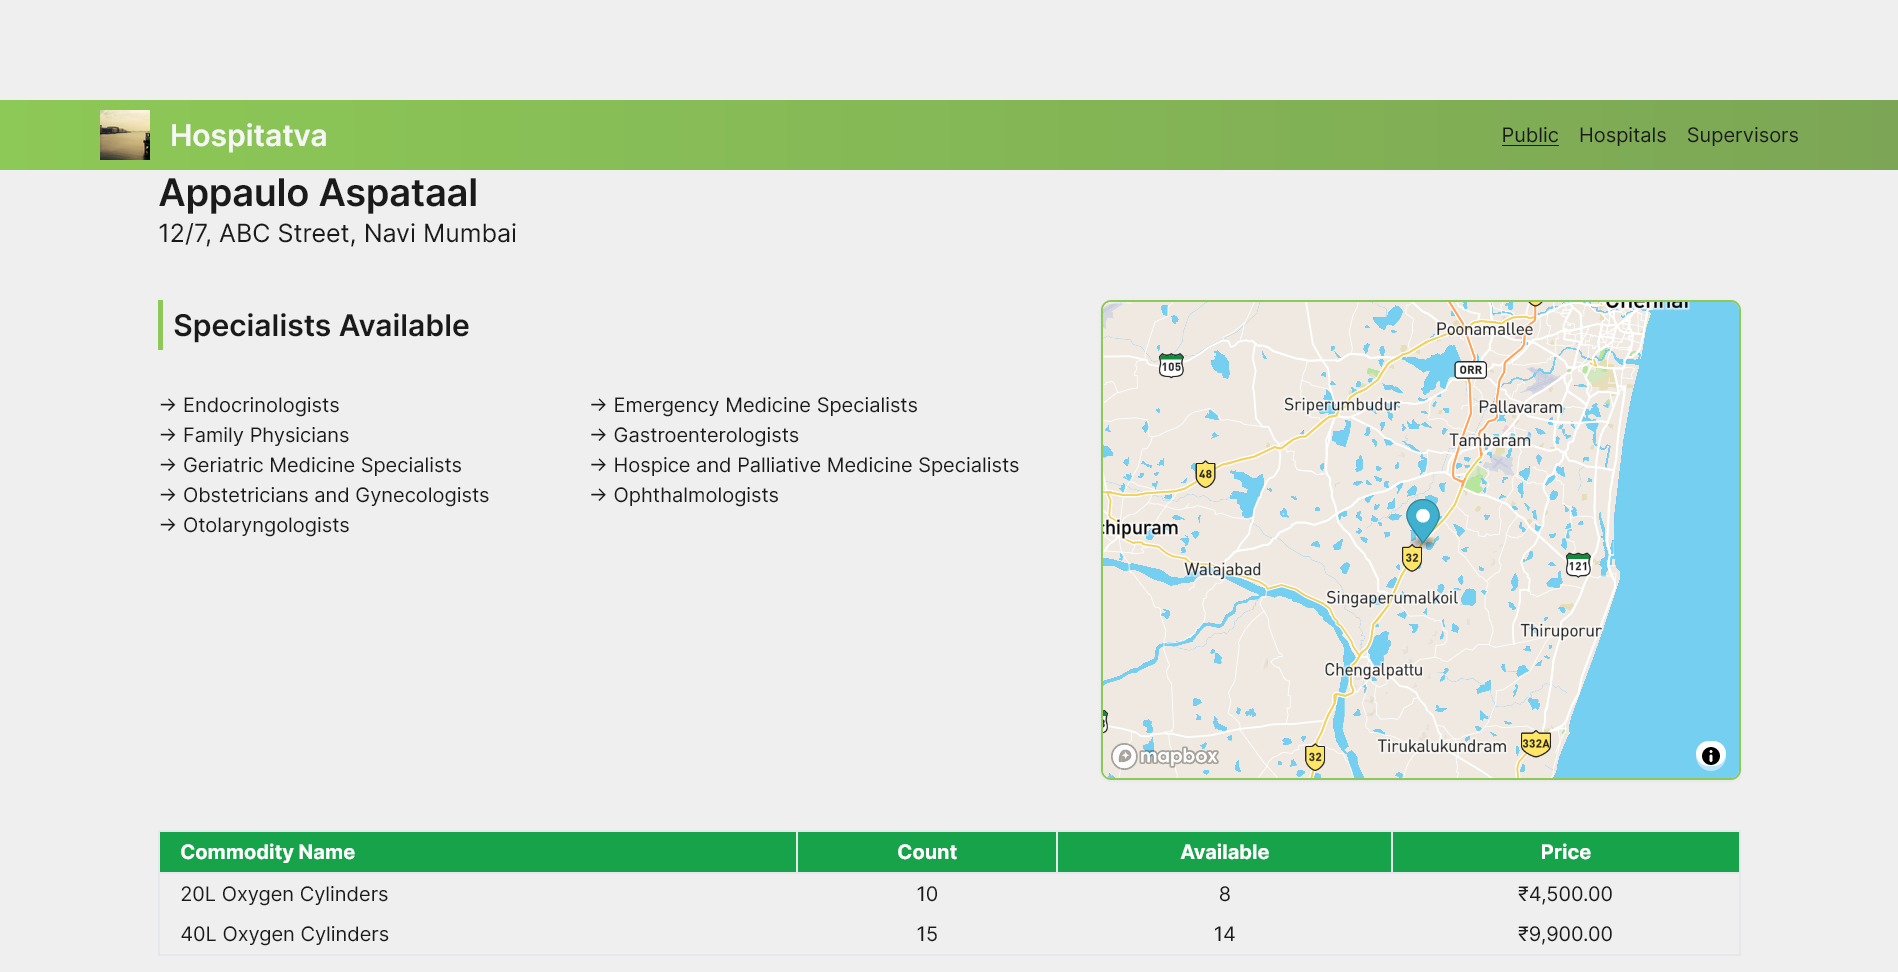 Hospitatva
Public Hospitals Supervisors
Appaulo Aspataal
12/7, ABC Street, Navi Mumbai
Specialists Available
→ Endocrinologists
→ Emergency Medicine Specialists
→ Family Physicians
→ Gastroenterologists
→ Geriatric Medicine Specialists
→ Hospice and Palliative Medicine Specialists
→ Obstetricians and Gynecologists
→ Ophthalmologists
→ Otolaryngologists
Chennai
Poonamallee
105
ORR
Sriperumbudur
Pallavaram
Tambaram
48
chipuram
32
121
Walajabad
Singaperumalkoil
Thiruporur
Chengalpattu
Tirukalukundram
332A
32
mapbox
Commodity Name Count Available Price
20L Oxygen Cylinders 10 8 ₹4,500.00
40L Oxygen Cylinders 15 14 ₹9,900.00